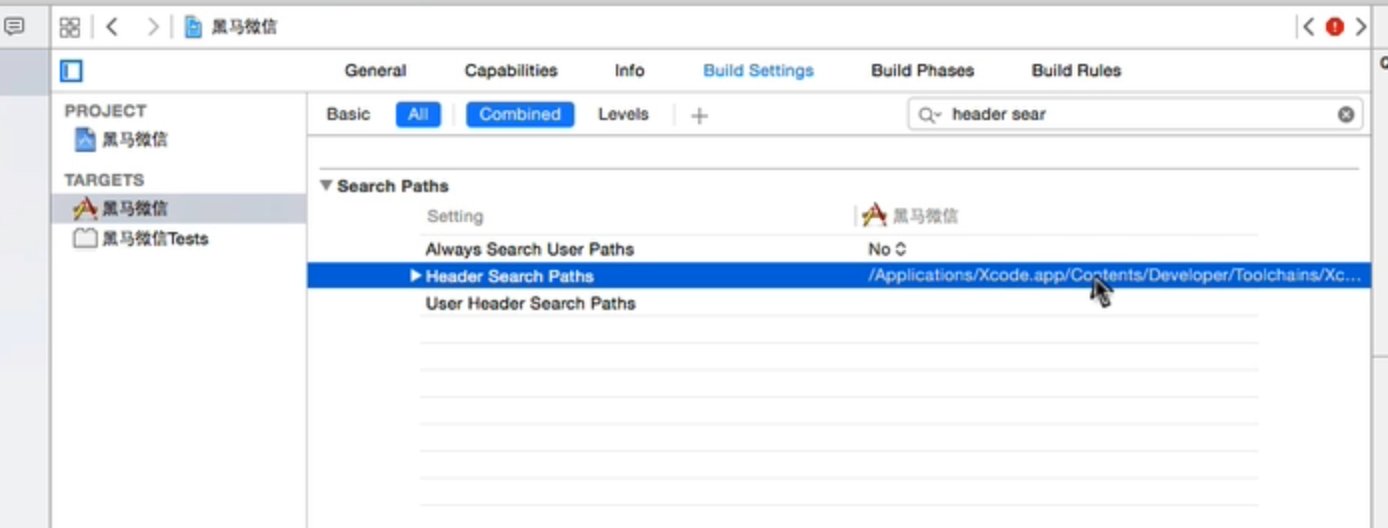 黑马微信
General Capabilities Info Build Settings Build Phases Build Rules
PROJECT
黑马微信
TARGETS
黑马微信
黑马微信Tests
Basic All Combined Levels + header sear
Search Paths
Setting 黑马微信
Always Search User Paths No
Header Search Paths /Applications/Xcode.app/Contents/Developer/Toolchains/Xc...
User Header Search Paths